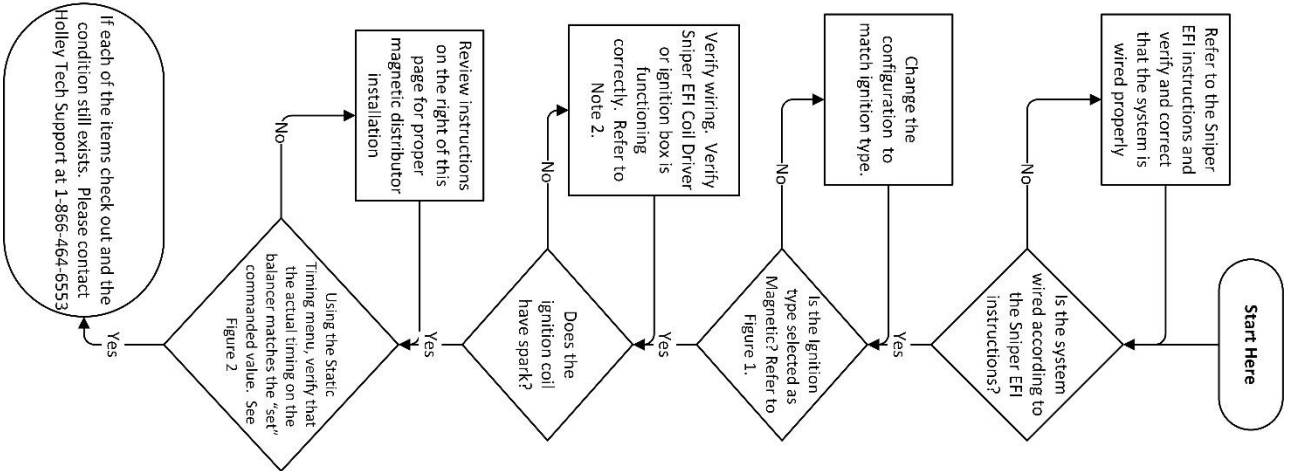 Start Here
Is the system
wired according to
the Sniper EFI
instructions?
No
Refer to the Sniper
EFI instructions and
verify and correct
that the system is
wired properly
Yes
Is the Ignition
type selected as
Magnetic? Refer to
Figure 1.
No
Change the
configuration to
match ignition type.
Yes
Does the
ignition coil
have spark?
No
Verify wiring. Verify
Sniper EFI Coil Driver
or ignition box is
functioning
correctly. Refer to
Note 2.
Yes
Using the Static
Timing menu, verify that
the actual timing on the
balancer matches the “set”
commanded value. See
Figure 2
No
Review instructions
on the right of this
page for proper
magnetic distributor
installation
Yes
If each of the items check out and the
condition still exists. Please contact
Holley Tech Support at 1-866-464-6553